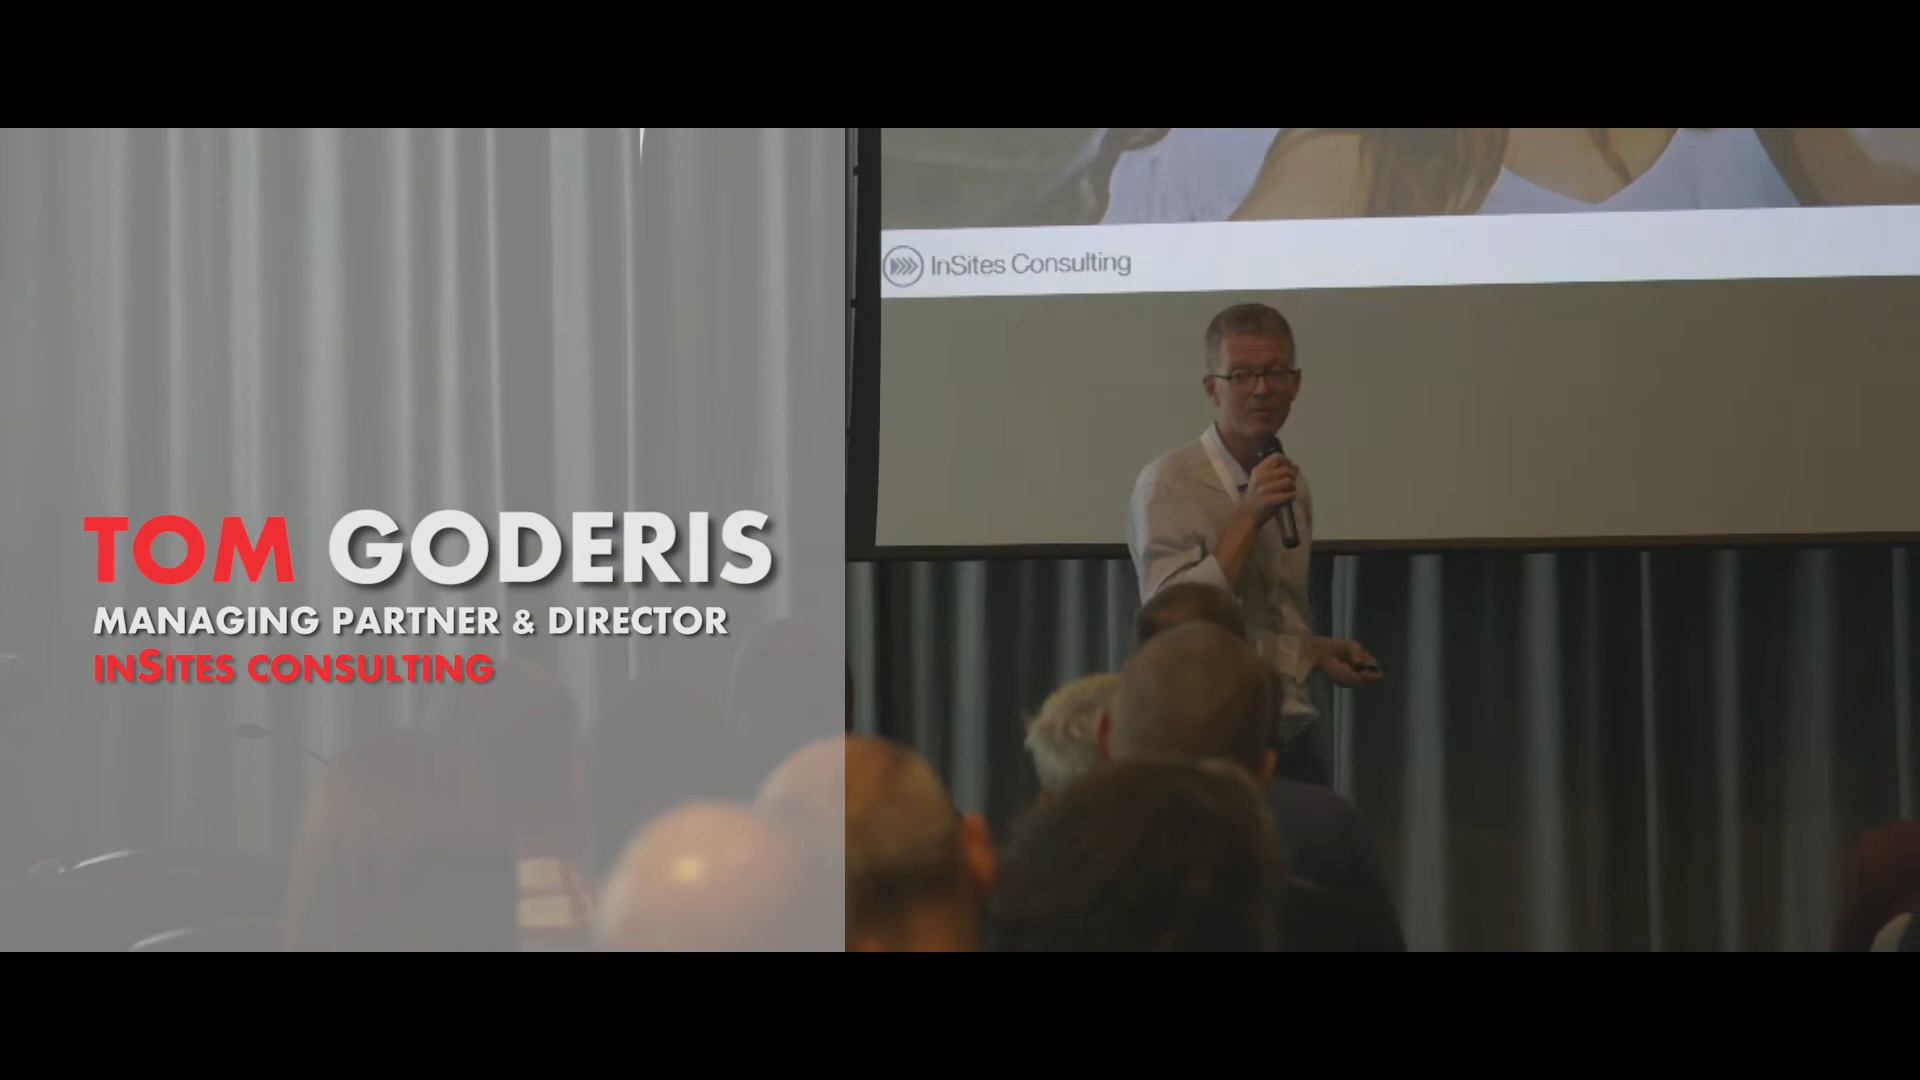 InSites Consulting
TOM GODERIS
MANAGING PARTNER & DIRECTOR
INSITES CONSULTING